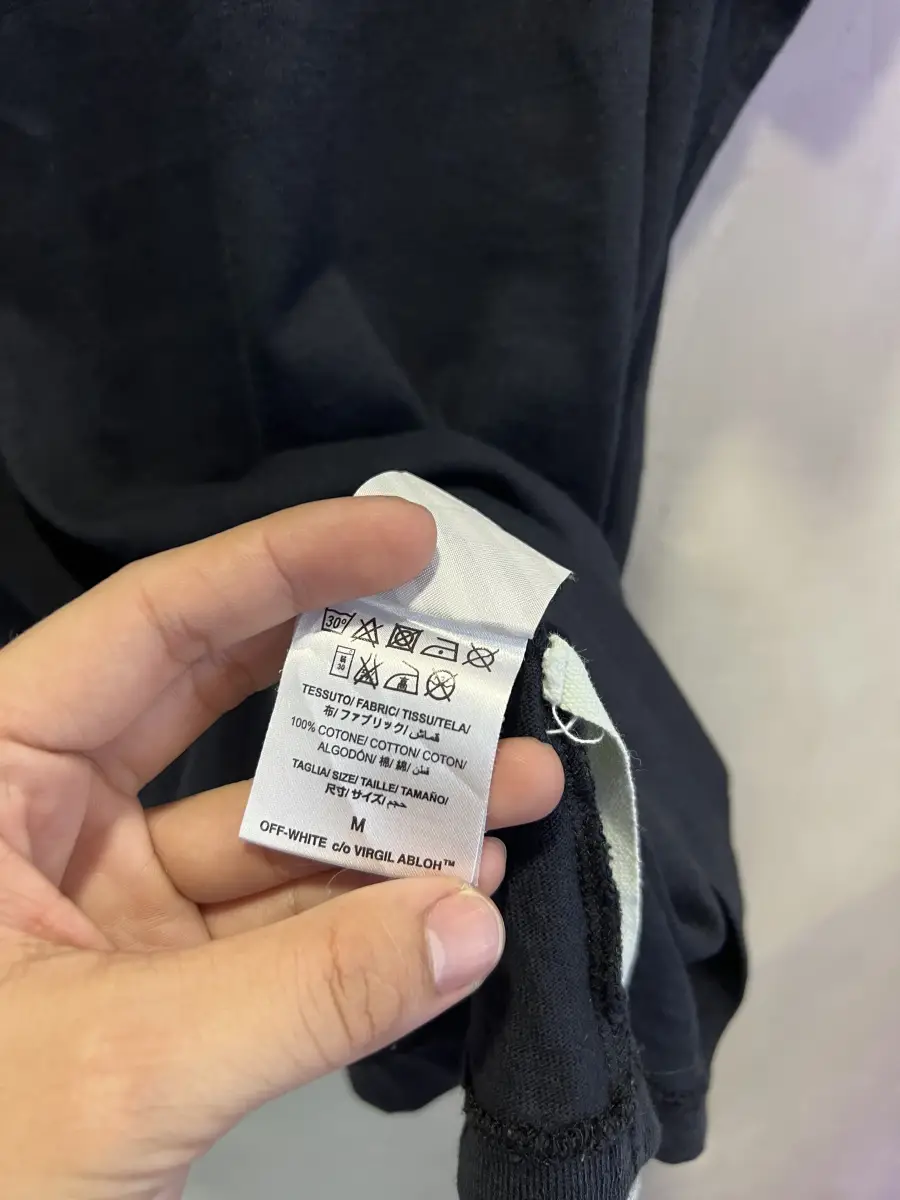 30°
30
TESSUTO/ FABRIC/ TISSU/TELA/
布/ ファブリック/ قماش/
100% COTONE/ COTTON/ COTON/
ALGODÓN/ 棉/ 綿/ قطن
TAGLIA/ SIZE/ TAILLE/ TAMAÑO/
尺寸/ サイズ/ حجم
M
OFF-WHITE c/o VIRGIL ABLOH™